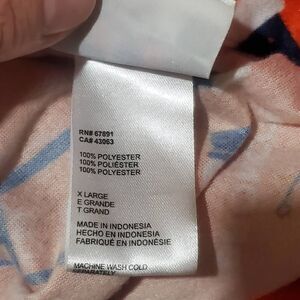 RN# 67891
CA# 43063
100% POLYESTER
100% POLIÉSTER
100% POLYESTER
X LARGE
E GRANDE
T GRAND
MADE IN INDONESIA
HECHO EN INDONESIA
FABRIQUÉ EN INDONÉSIE
MACHINE WASH COLD
SEPARATELY